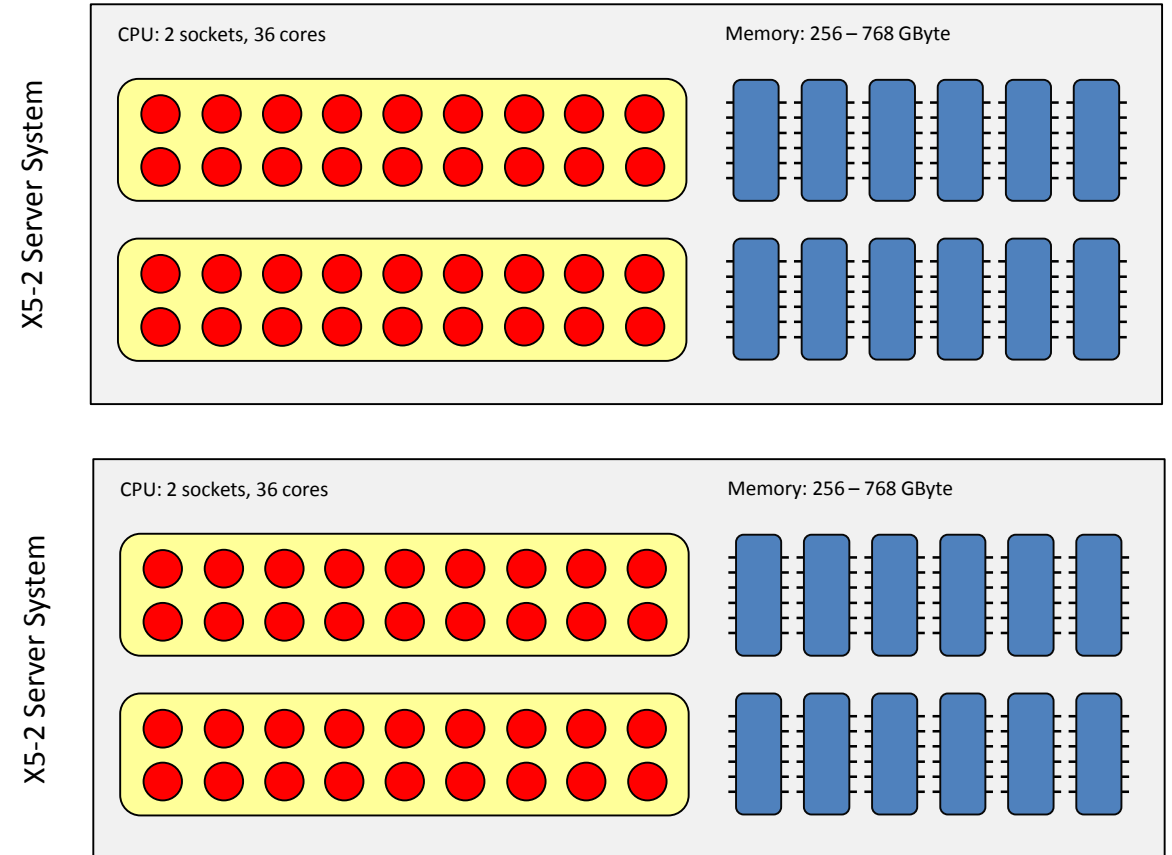 X5-2 Server System
CPU: 2 sockets, 36 cores
Memory: 256 – 768 GByte
X5-2 Server System
CPU: 2 sockets, 36 cores
Memory: 256 – 768 GByte